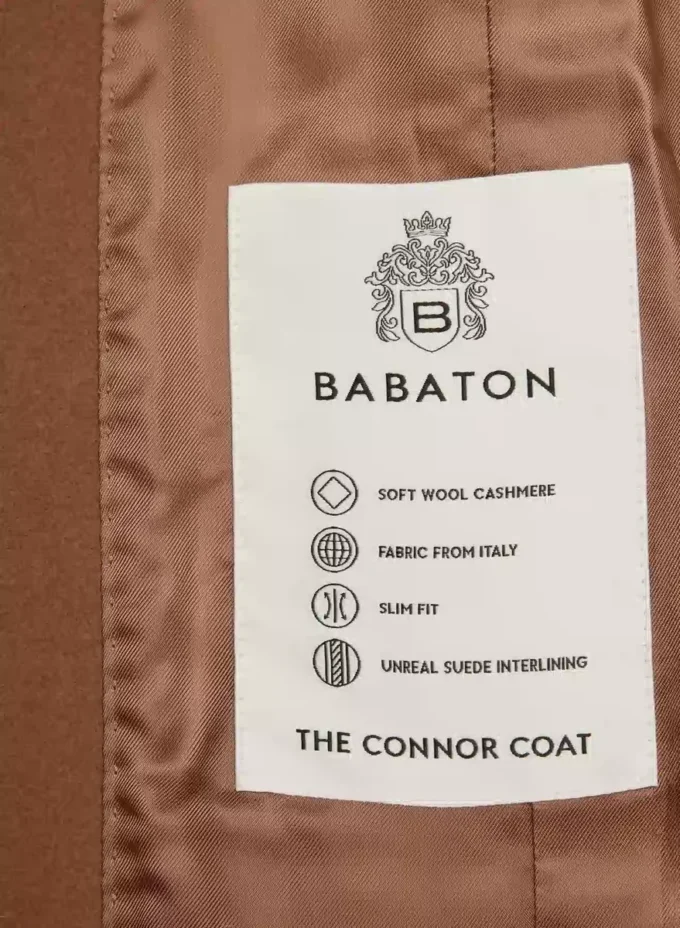 B
BABATON
SOFT WOOL CASHMERE
FABRIC FROM ITALY
SLIM FIT
UNREAL SUEDE INTERLINING
THE CONNOR COAT